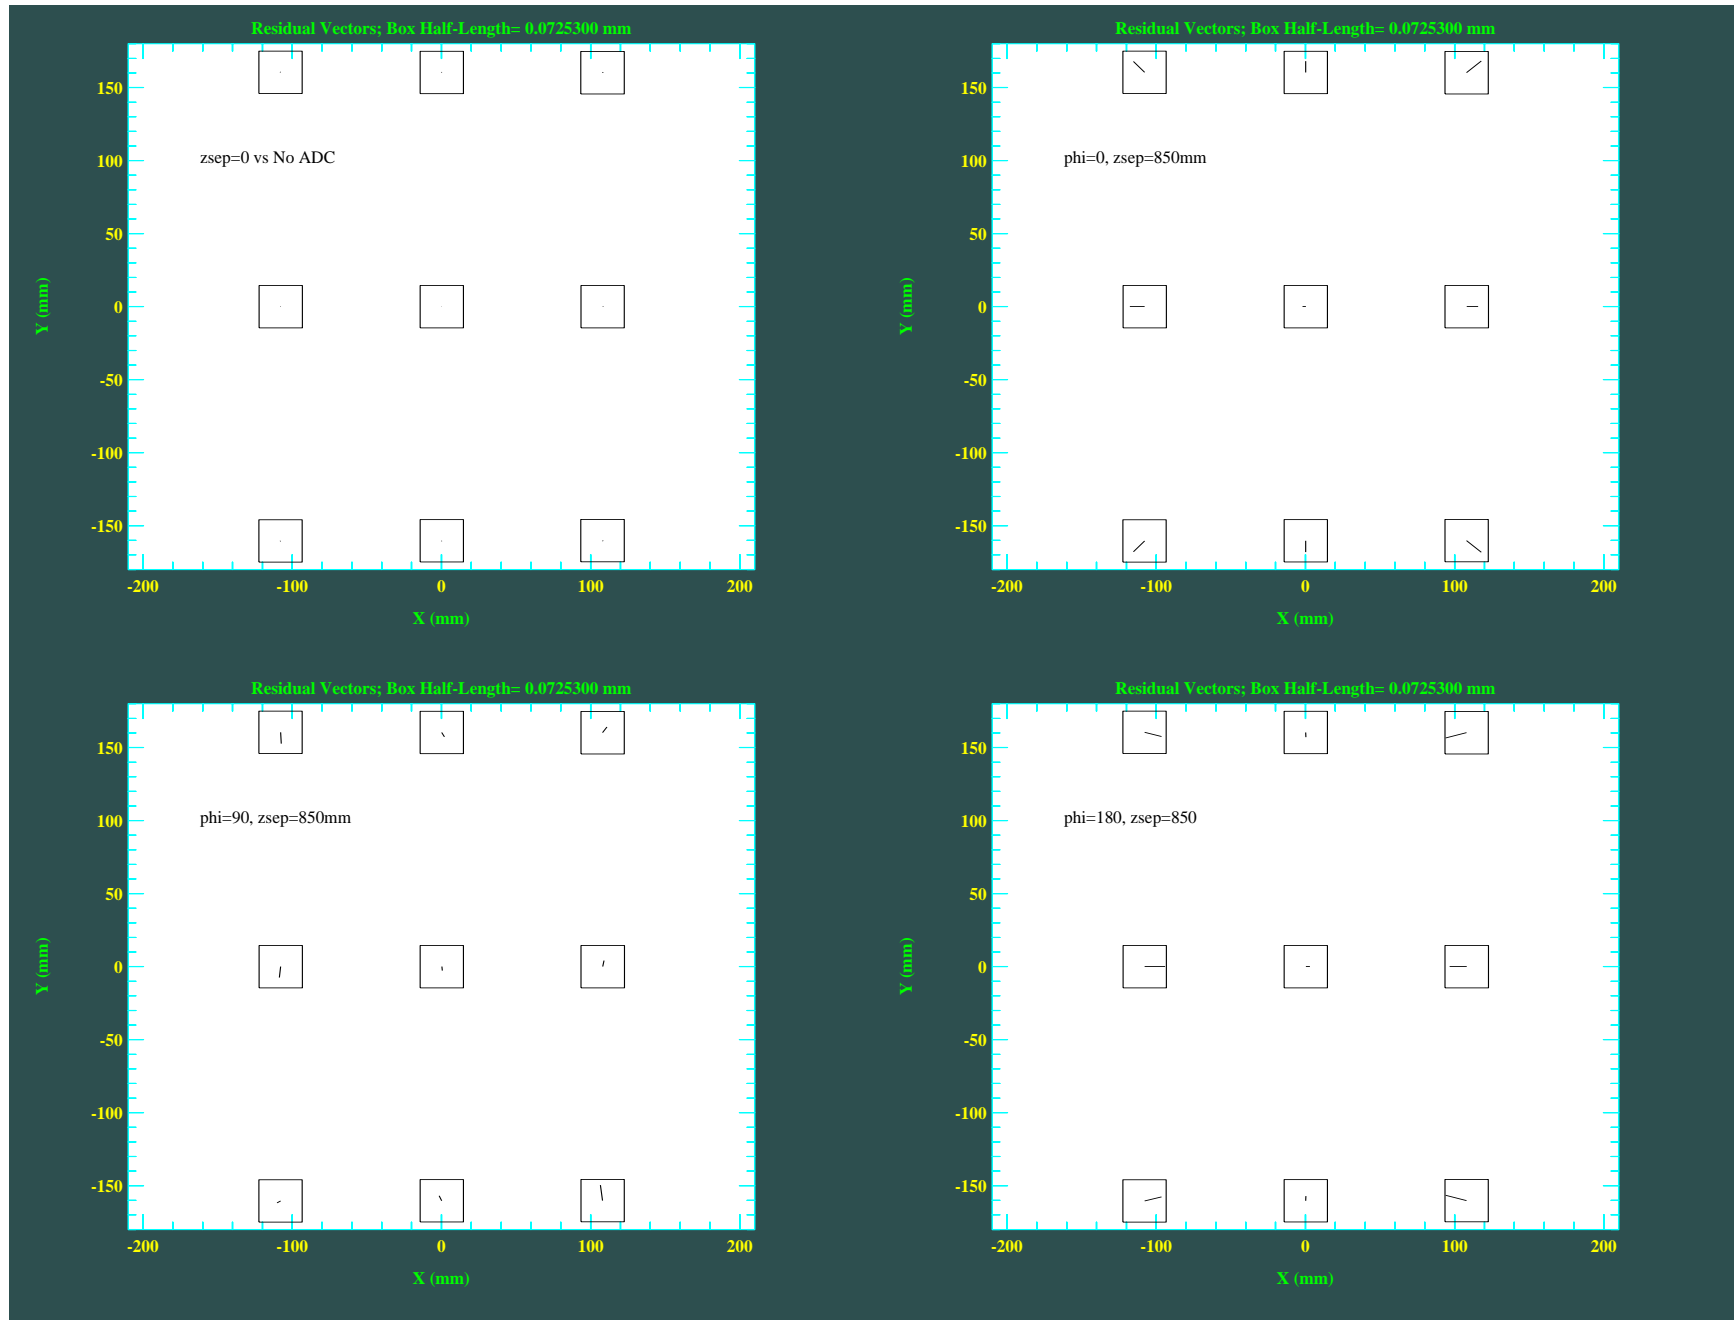 Residual Vectors; Box Half-Length= 0.0725300 mm
150
100
50
0
-50
-100
-150
Y (mm)
zsep=0 vs No ADC
-200 -100 0 100 200
X (mm)
Residual Vectors; Box Half-Length= 0.0725300 mm
150
100
50
0
-50
-100
-150
Y (mm)
phi=0, zsep=850mm
-200 -100 0 100 200
X (mm)
Residual Vectors; Box Half-Length= 0.0725300 mm
150
100
50
0
-50
-100
-150
Y (mm)
phi=90, zsep=850mm
-200 -100 0 100 200
X (mm)
Residual Vectors; Box Half-Length= 0.0725300 mm
150
100
50
0
-50
-100
-150
Y (mm)
phi=180, zsep=850
-200 -100 0 100 200
X (mm)